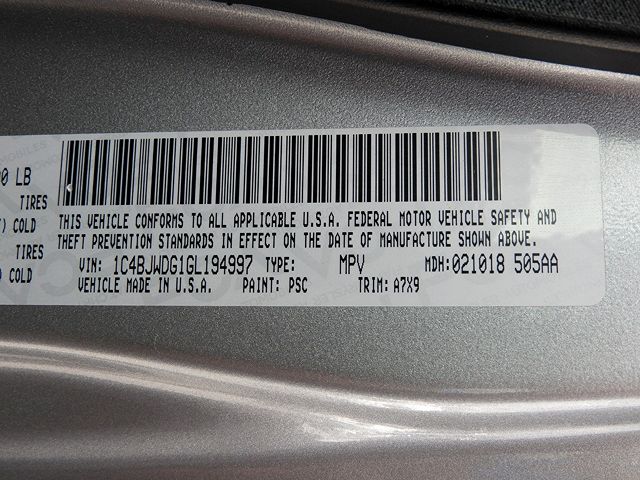 0 LB
TIRES
COLD
TIRES
COLD
THIS VEHICLE CONFORMS TO ALL APPLICABLE U.S.A. FEDERAL MOTOR VEHICLE SAFETY AND
THEFT PREVENTION STANDARDS IN EFFECT ON THE DATE OF MANUFACTURE SHOWN ABOVE.
VIN: 1C4BJWDG1GL194997 TYPE: MPV MDH:021018 505AA
VEHICLE MADE IN U.S.A. PAINT: PSC TRIM: A7X9